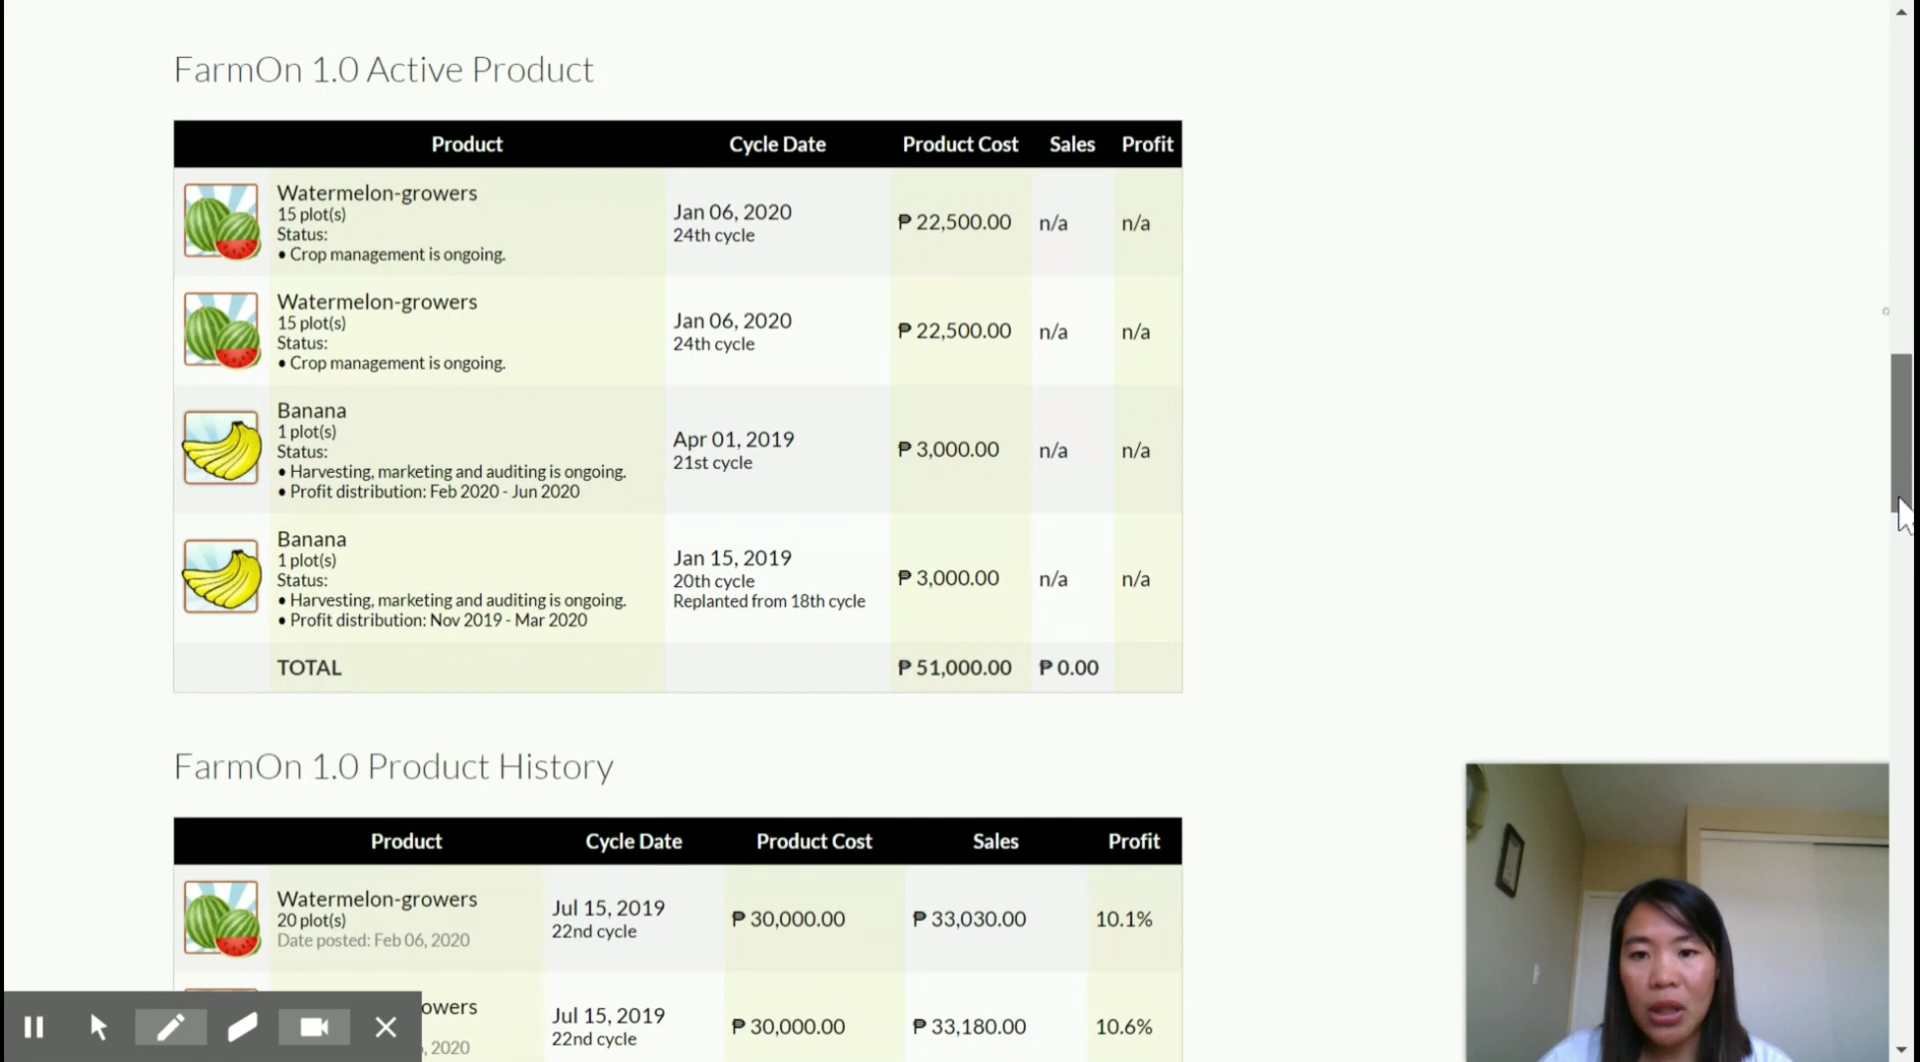 FarmOn 1.0 Active Product
Product Cycle Date Product Cost Sales Profit
Watermelon-growers
15 plot(s)
Status:
• Crop management is ongoing.
Jan 06, 2020
24th cycle
₱ 22,500.00 n/a n/a
Watermelon-growers
15 plot(s)
Status:
• Crop management is ongoing.
Jan 06, 2020
24th cycle
₱ 22,500.00 n/a n/a
Banana
1 plot(s)
Status:
• Harvesting, marketing and auditing is ongoing.
• Profit distribution: Feb 2020 - Jun 2020
Apr 01, 2019
21st cycle
₱ 3,000.00 n/a n/a
Banana
1 plot(s)
Status:
• Harvesting, marketing and auditing is ongoing.
• Profit distribution: Nov 2019 - Mar 2020
Jan 15, 2019
20th cycle
Replanted from 18th cycle
₱ 3,000.00 n/a n/a
TOTAL ₱ 51,000.00 ₱ 0.00
FarmOn 1.0 Product History
Product Cycle Date Product Cost Sales Profit
Watermelon-growers
20 plot(s)
Date posted: Feb 06, 2020
Jul 15, 2019
22nd cycle
₱ 30,000.00 ₱ 33,030.00 10.1%
owers
, 2020
Jul 15, 2019
22nd cycle
₱ 30,000.00 ₱ 33,180.00 10.6%